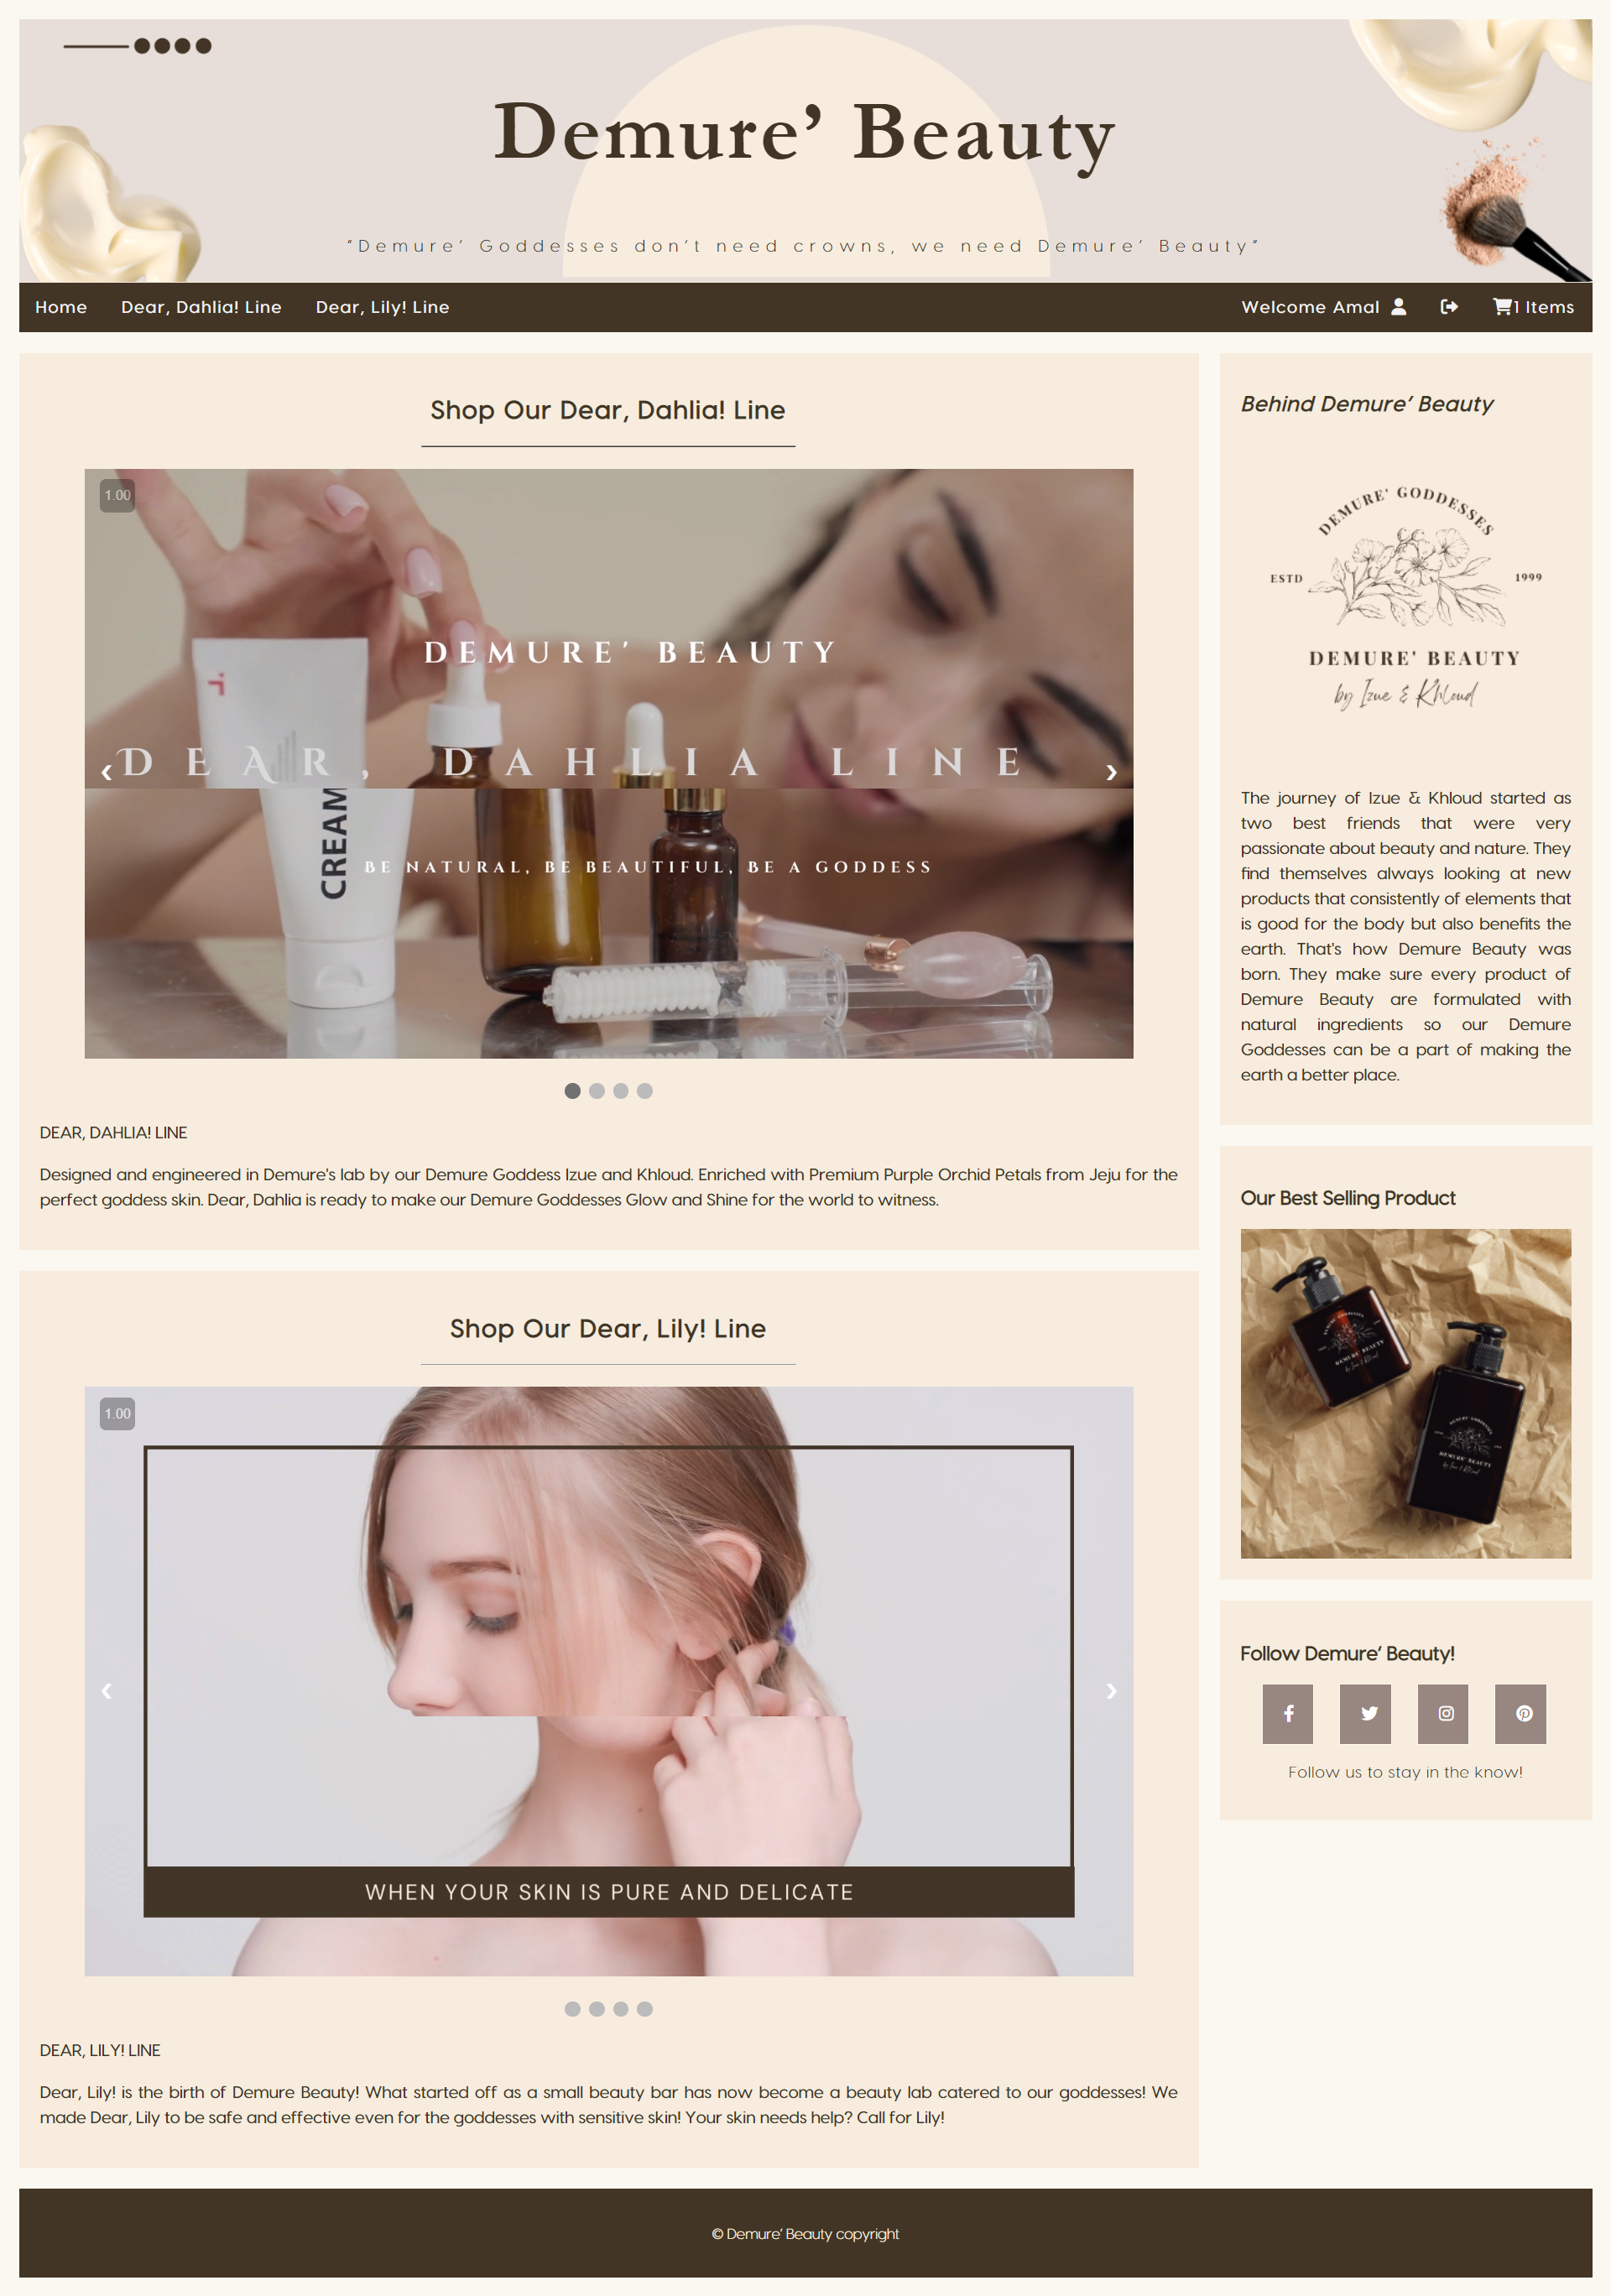 Demure’ Beauty
“Demure’ Goddesses don’t need crowns, we need Demure’ Beauty”
Home Dear, Dahlia! Line Dear, Lily! Line Welcome Amal 1 Items
Shop Our Dear, Dahlia! Line
1.00
DEMURE' BEAUTY
‹ DEAR, DAHLIA LINE ›
CREAM
BE NATURAL, BE BEAUTIFUL, BE A GODDESS
DEAR, DAHLIA! LINE
Designed and engineered in Demure's lab by our Demure Goddess Izue and Khloud. Enriched with Premium Purple Orchid Petals from Jeju for the
perfect goddess skin. Dear, Dahlia is ready to make our Demure Goddesses Glow and Shine for the world to witness.
Shop Our Dear, Lily! Line
1.00
‹ ›
WHEN YOUR SKIN IS PURE AND DELICATE
DEAR, LILY! LINE
Dear, Lily! is the birth of Demure Beauty! What started off as a small beauty bar has now become a beauty lab catered to our goddesses! We
made Dear, Lily to be safe and effective even for the goddesses with sensitive skin! Your skin needs help? Call for Lily!
Behind Demure’ Beauty
DEMURE' GODDESSES
ESTD 1999
DEMURE' BEAUTY
by Izue & Khloud
The journey of Izue & Khloud started as
two best friends that were very
passionate about beauty and nature. They
find themselves always looking at new
products that consistently of elements that
is good for the body but also benefits the
earth. That's how Demure Beauty was
born. They make sure every product of
Demure Beauty are formulated with
natural ingredients so our Demure
Goddesses can be a part of making the
earth a better place.
Our Best Selling Product
DEMURE' BEAUTY
by Izue & Khloud
DEMURE' BEAUTY
by Izue & Khloud
Follow Demure’ Beauty!
Follow us to stay in the know!
© Demure’ Beauty copyright